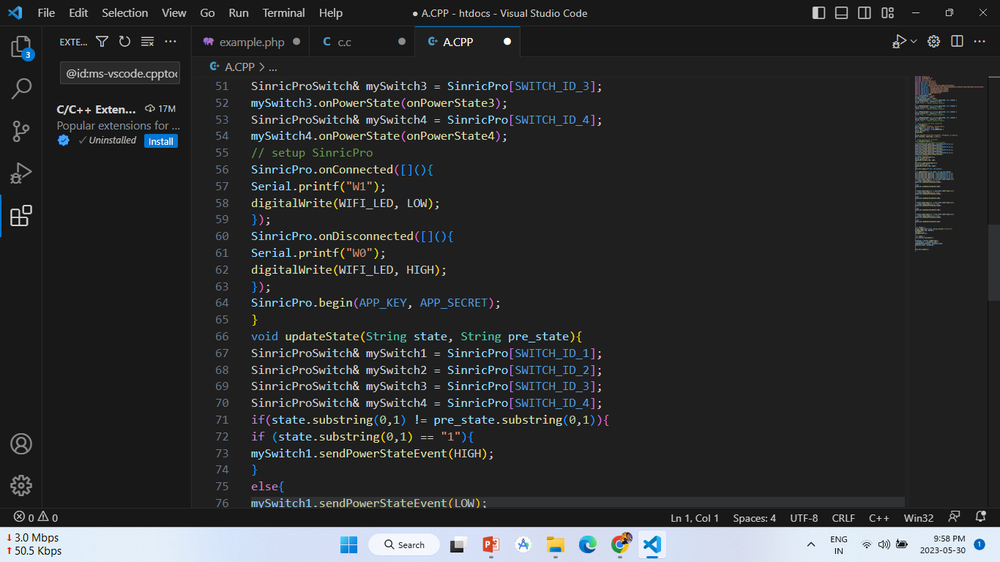 File Edit Selection View Go Run Terminal Help
● A.CPP - htdocs - Visual Studio Code
EXTE...
example.php
C c.c
A.CPP
3
@id:ms-vscode.cpptoo
A.CPP > ...
C/C++ Exten... 17M
Popular extensions for ...
Uninstalled Install
51 SinricProSwitch& mySwitch3 = SinricPro[SWITCH_ID_3];
52 mySwitch3.onPowerState(onPowerState3);
53 SinricProSwitch& mySwitch4 = SinricPro[SWITCH_ID_4];
54 mySwitch4.onPowerState(onPowerState4);
55 // setup SinricPro
56 SinricPro.onConnected([](){
57 Serial.printf("W1");
58 digitalWrite(WIFI_LED, LOW);
59 });
60 SinricPro.onDisconnected([](){
61 Serial.printf("W0");
62 digitalWrite(WIFI_LED, HIGH);
63 });
64 SinricPro.begin(APP_KEY, APP_SECRET);
65 }
66 void updateState(String state, String pre_state){
67 SinricProSwitch& mySwitch1 = SinricPro[SWITCH_ID_1];
68 SinricProSwitch& mySwitch2 = SinricPro[SWITCH_ID_2];
69 SinricProSwitch& mySwitch3 = SinricPro[SWITCH_ID_3];
70 SinricProSwitch& mySwitch4 = SinricPro[SWITCH_ID_4];
71 if(state.substring(0,1) != pre_state.substring(0,1)){
72 if (state.substring(0,1) == "1"){
73 mySwitch1.sendPowerStateEvent(HIGH);
74 }
75 else{
76 mySwitch1.sendPowerStateEvent(LOW);
0 0
Ln 1, Col 1 Spaces: 4 UTF-8 CRLF C++ Win32
3.0 Mbps
50.5 Kbps
Search
ENG
IN
9:58 PM
2023-05-30
1